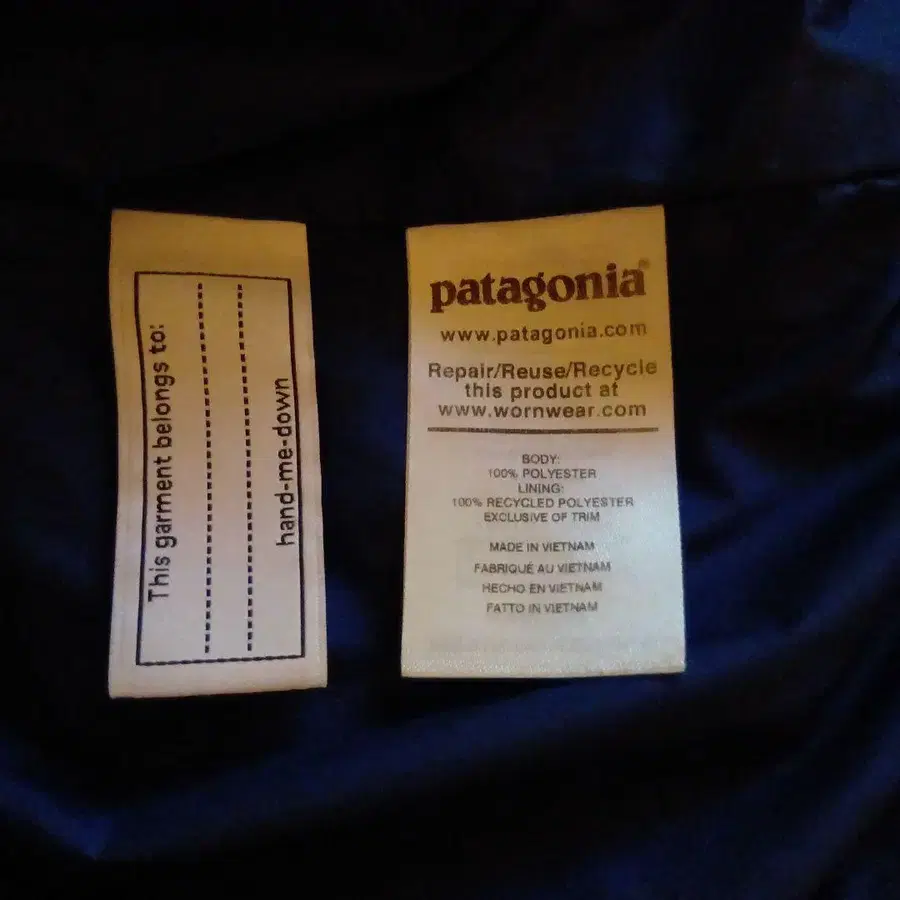 This garment belongs to:
hand-me-down
patagonia®
www.patagonia.com
Repair/Reuse/Recycle
this product at
www.wornwear.com
BODY:
100% POLYESTER
LINING:
100% RECYCLED POLYESTER
EXCLUSIVE OF TRIM
MADE IN VIETNAM
FABRIQUÉ AU VIETNAM
HECHO EN VIETNAM
FATTO IN VIETNAM